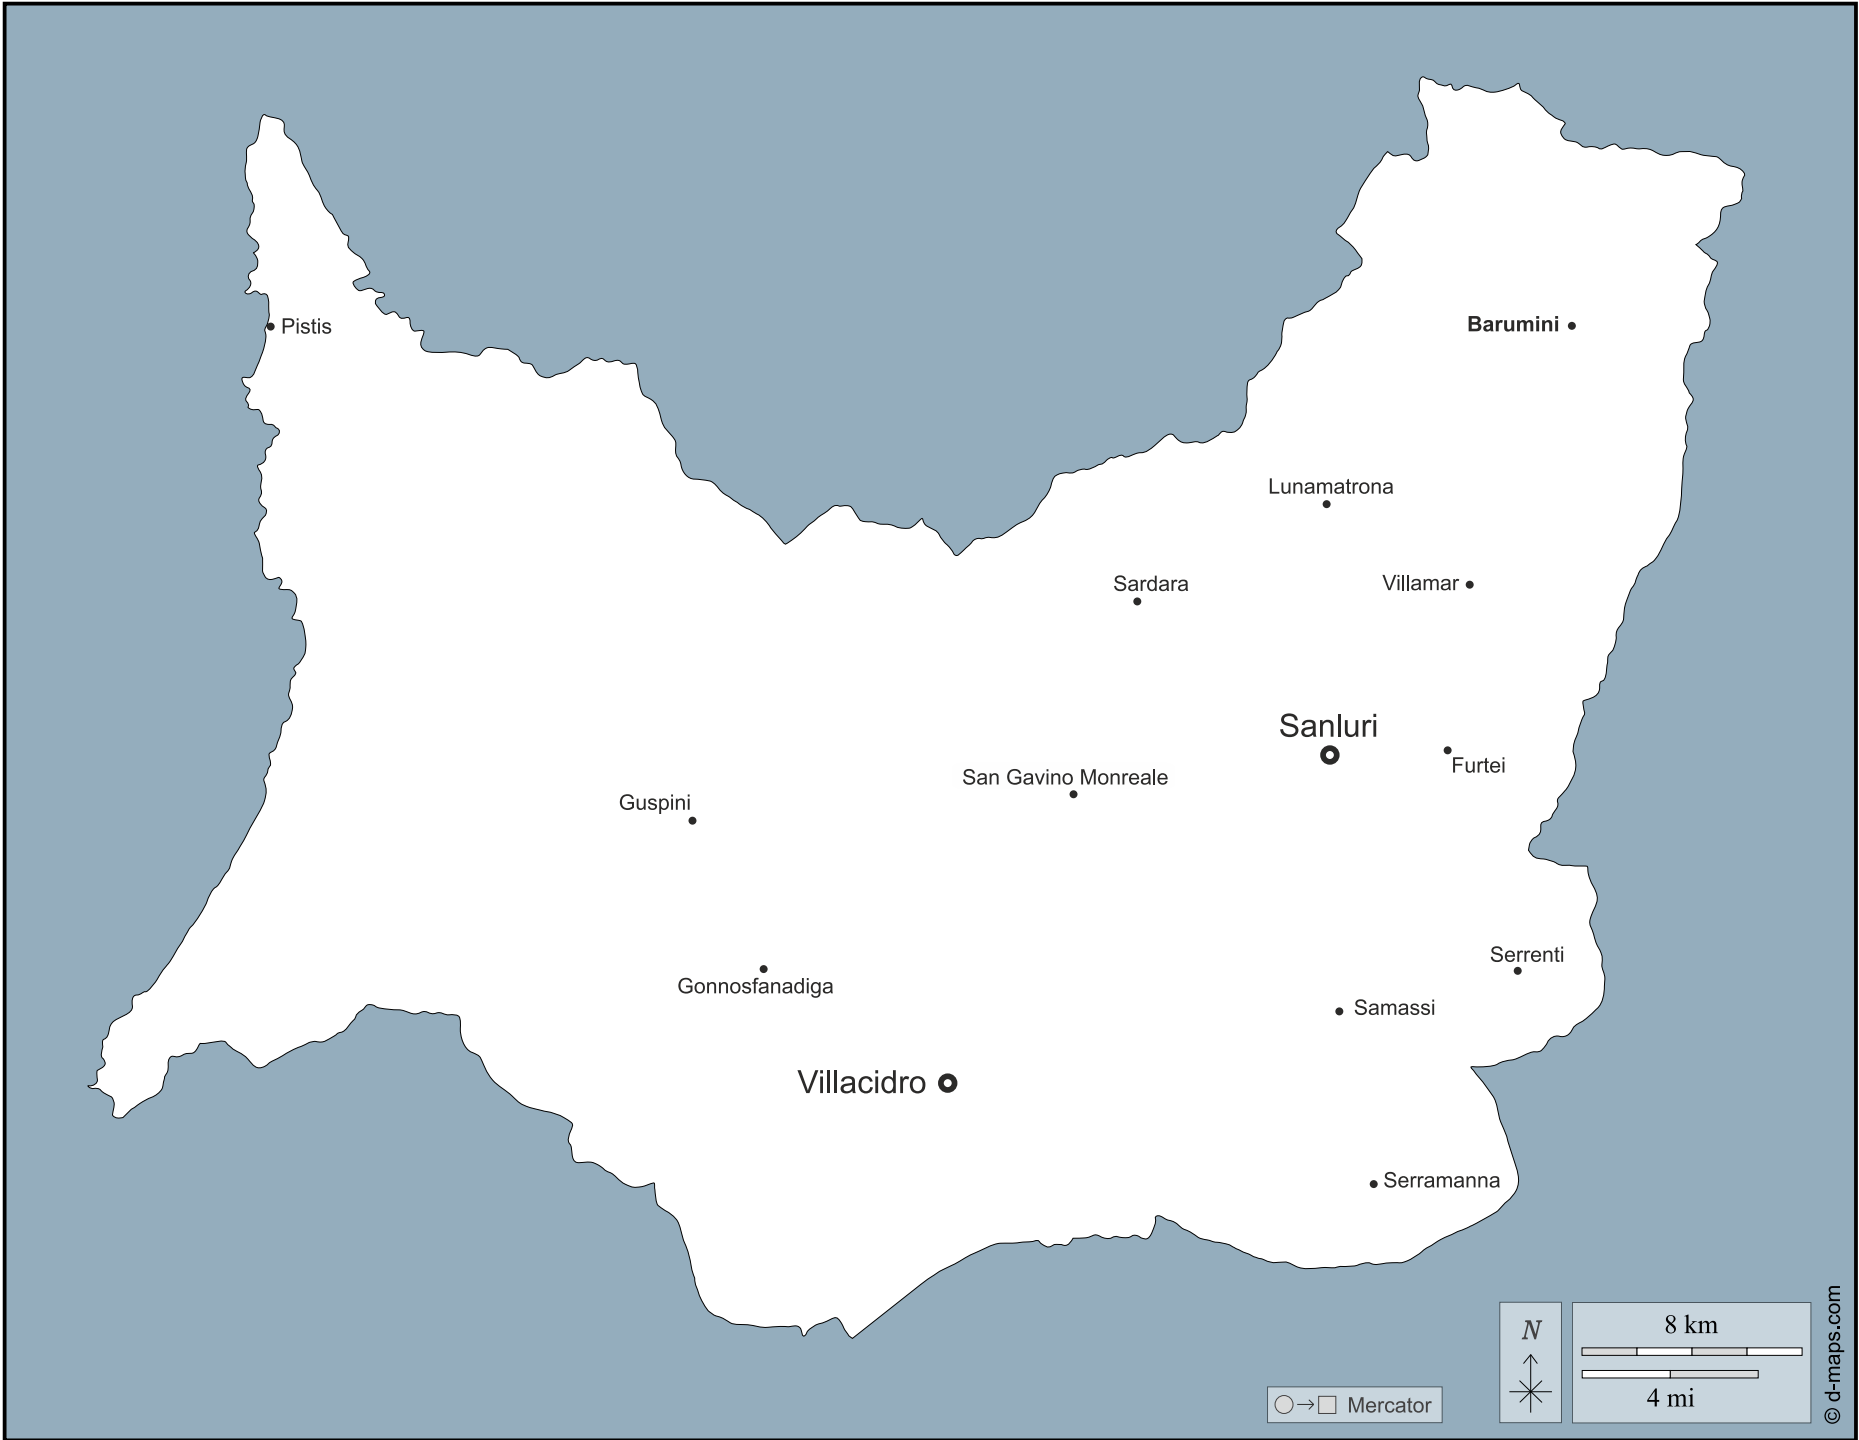 Pistis
Barumini
Lunamatrona
Sardara
Villamar
Sanluri
Furtei
San Gavino Monreale
Guspini
Serrenti
Gonnosfanadiga
Samassi
Villacidro
Serramanna
N
8 km
4 mi
Mercator
© d-maps.com